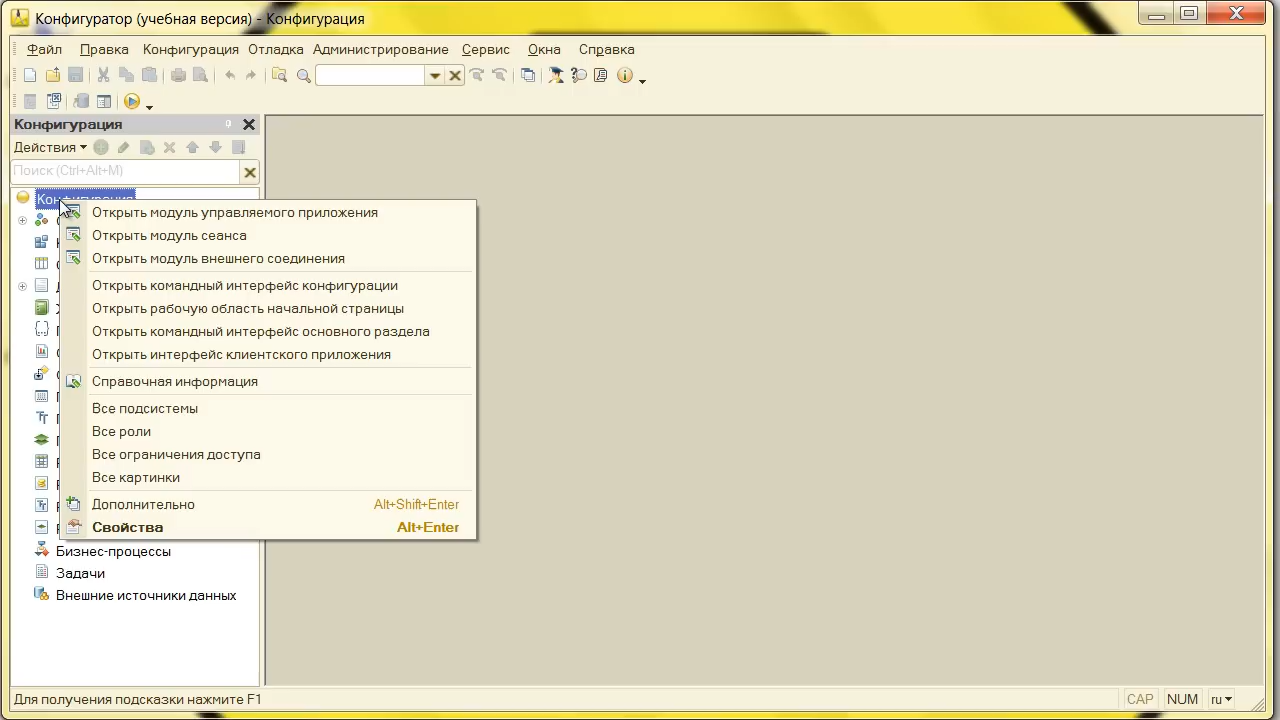 Конфигуратор (учебная версия) - Конфигурация
Файл Правка Конфигурация Отладка Администрирование Сервис Окна Справка
Конфигурация
Действия
Поиск (Ctrl+Alt+M)
Конфигурация
Открыть модуль управляемого приложения
Открыть модуль сеанса
Открыть модуль внешнего соединения
Открыть командный интерфейс конфигурации
Открыть рабочую область начальной страницы
Открыть командный интерфейс основного раздела
Открыть интерфейс клиентского приложения
Справочная информация
Все подсистемы
Все роли
Все ограничения доступа
Все картинки
Дополнительно Alt+Shift+Enter
Свойства Alt+Enter
Бизнес-процессы
Задачи
Внешние источники данных
Для получения подсказки нажмите F1
CAP NUM ru